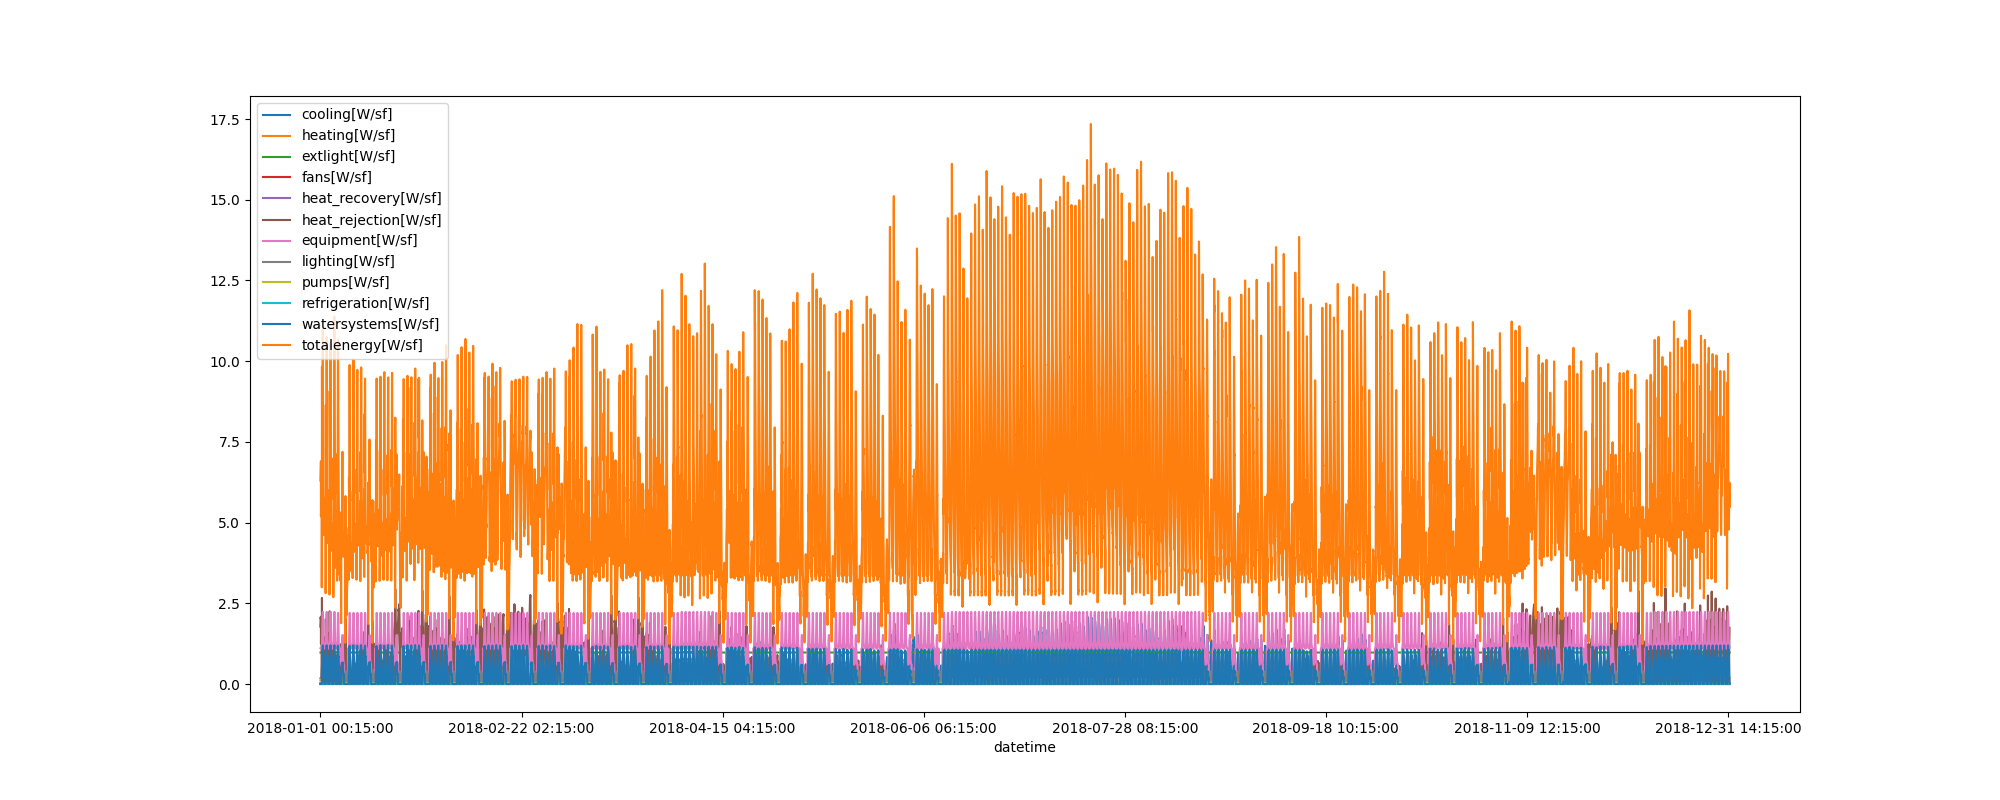 17.5
15.0
12.5
10.0
7.5
5.0
2.5
0.0
cooling[W/sf]
heating[W/sf]
extlight[W/sf]
fans[W/sf]
heat_recovery[W/sf]
heat_rejection[W/sf]
equipment[W/sf]
lighting[W/sf]
pumps[W/sf]
refrigeration[W/sf]
watersystems[W/sf]
totalenergy[W/sf]
2018-01-01 00:15:00 2018-02-22 02:15:00 2018-04-15 04:15:00 2018-06-06 06:15:00 2018-07-28 08:15:00 2018-09-18 10:15:00 2018-11-09 12:15:00 2018-12-31 14:15:00
datetime